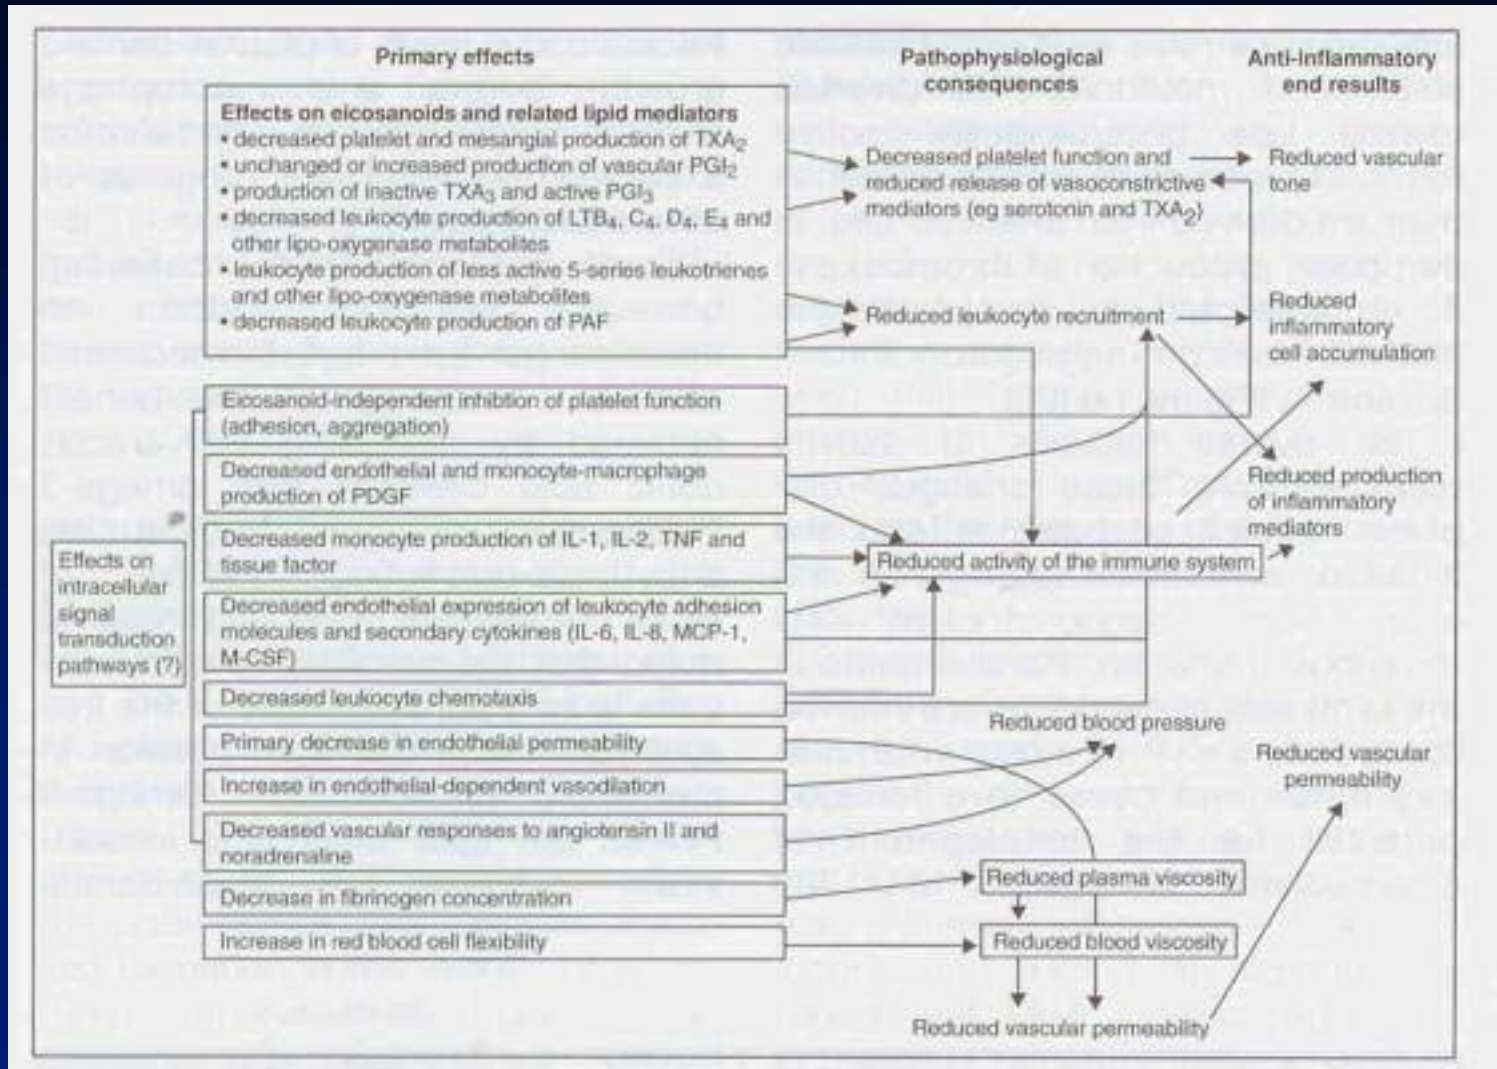 Primary effects
Pathophysiological
consequences
Anti-inflammatory
end results
Effects on eicosanoids and related lipid mediators
• decreased platelet and mesangial production of TXA2
• unchanged or increased production of vascular PGI2
• production of inactive TXA3 and active PGI3
• decreased leukocyte production of LTB4, C4, D4, E4 and
other lipo-oxygenase metabolites
• leukocyte production of less active 5-series leukotrienes
and other lipo-oxygenase metabolites
• decreased leukocyte production of PAF
Eicosanoid-independent inhibtion of platelet function
(adhesion, aggregation)
Decreased endothelial and monocyte-macrophage
production of PDGF
Decreased monocyte production of IL-1, IL-2, TNF and
tissue factor
Decreased endothelial expression of leukocyte adhesion
molecules and secondary cytokines (IL-6, IL-8, MCP-1,
M-CSF)
Decreased leukocyte chemotaxis
Primary decrease in endothelial permeability
Increase in endothelial-dependent vasodilation
Decreased vascular responses to angiotensin II and
noradrenaline
Decrease in fibrinogen concentration
Increase in red blood cell flexibility
Effects on
intracellular
signal
transduction
pathways (?)
Decreased platelet function and
reduced release of vasoconstrictive
mediators (eg serotonin and TXA2)
Reduced leukocyte recruitment
Reduced activity of the immune system
Reduced blood pressure
Reduced plasma viscosity
Reduced blood viscosity
Reduced vascular permeability
Reduced vascular
tone
Reduced
inflammatory
cell accumulation
Reduced production
of inflammatory
mediators
Reduced vascular
permeability